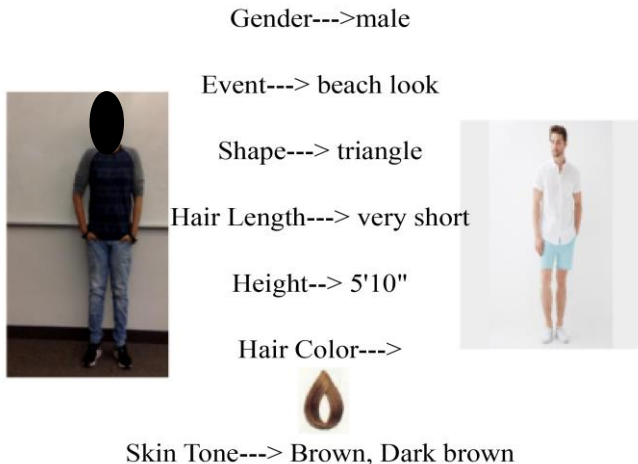 Gender--->male
Event---> beach look
Shape---> triangle
Hair Length---> very short
Height--> 5'10"
Hair Color--->
Skin Tone---> Brown, Dark brown